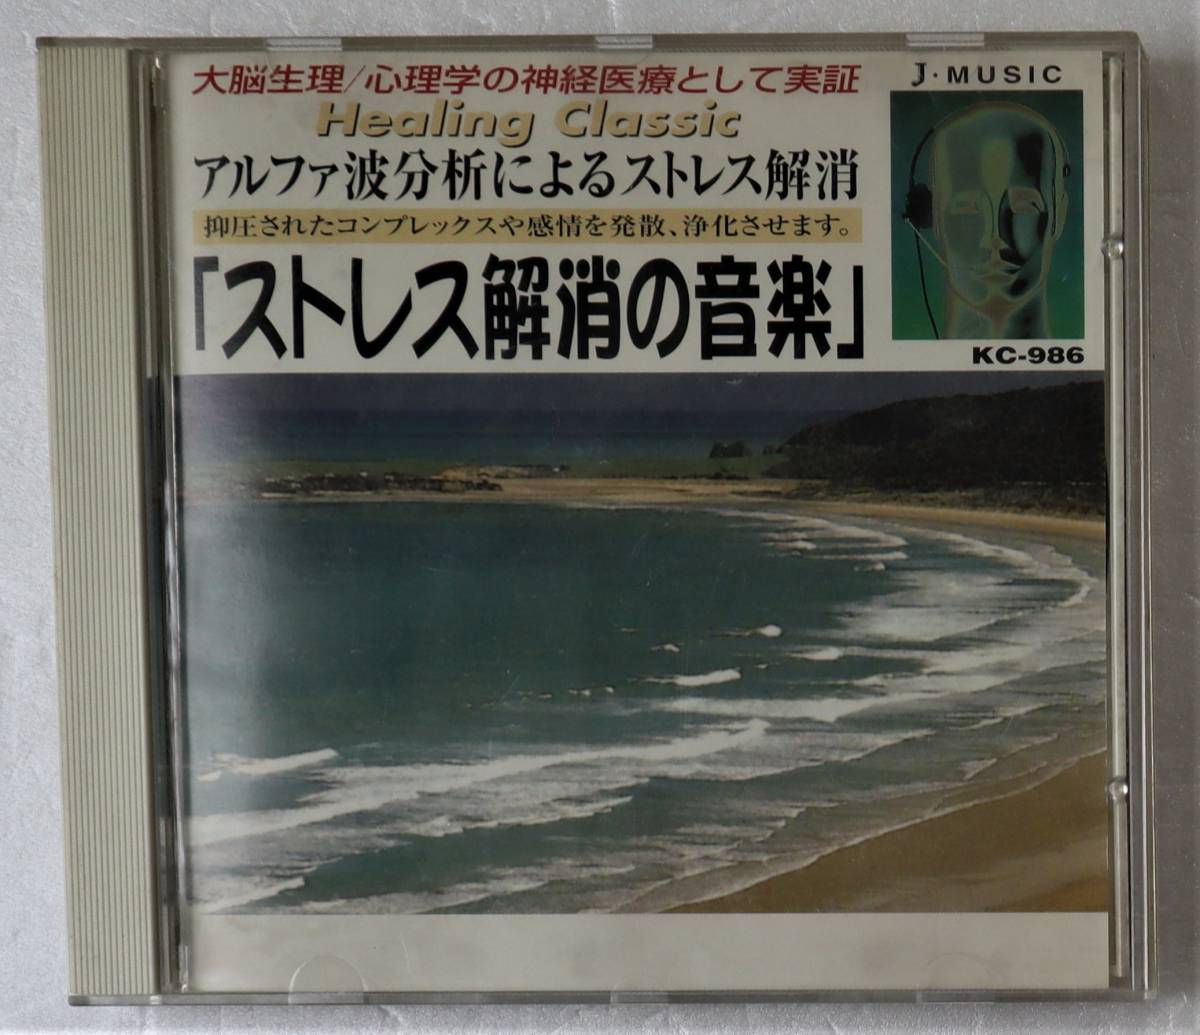 大脳生理/心理学の神経医療として実証
Healing Classic
アルファ波分析によるストレス解消
抑圧されたコンプレックスや感情を発散、浄化させます。
「ストレス解消の音楽」
J・MUSIC
KC-986